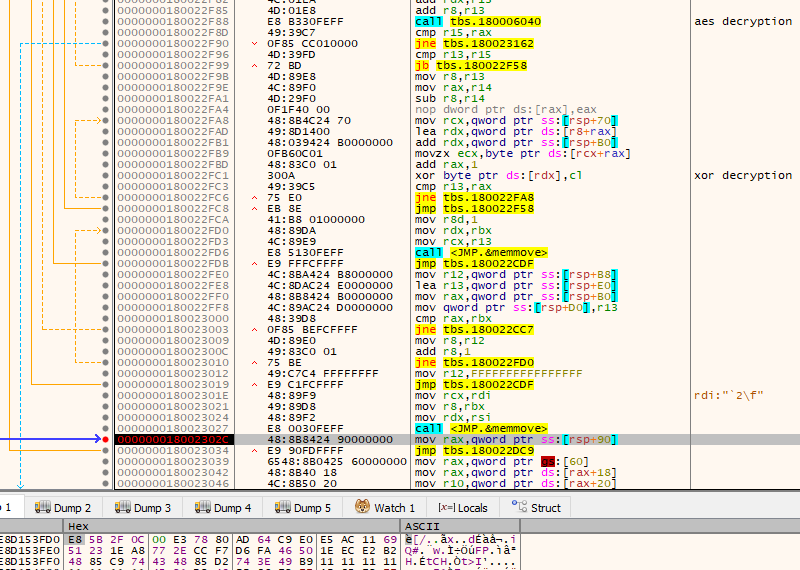 000000018002​2F82 4C:01EA add rdx,r13
0000000180022F85 4D:01E8 add r8,r13
0000000180022F88 E8 B330FEFF call tbs.180006040 aes decryption
0000000180022F8D 49:39C7 cmp r15,rax
0000000180022F90 0F85 CC010000 jne tbs.180023162
0000000180022F96 4D:39FD cmp r13,r15
0000000180022F99 72 BD jb tbs.180022F58
0000000180022F9B 4D:89E8 mov r8,r13
0000000180022F9E 4C:89F0 mov rax,r14
0000000180022FA1 4D:29F0 sub r8,r14
0000000180022FA4 0F1F40 00 nop dword ptr ds:[rax],eax
0000000180022FA8 48:8B4C24 70 mov rcx,qword ptr ss:[rsp+70]
0000000180022FAD 49:8D1400 lea rdx,qword ptr ds:[r8+rax]
0000000180022FB1 48:039424 B0000000 add rdx,qword ptr ss:[rsp+B0]
0000000180022FB9 0FB60C01 movzx ecx,byte ptr ds:[rcx+rax]
0000000180022FBD 48:83C0 01 add rax,1
0000000180022FC1 300A xor byte ptr ds:[rdx],cl xor decryption
0000000180022FC3 49:39C5 cmp r13,rax
0000000180022FC6 75 E0 jne tbs.180022FA8
0000000180022FC8 EB 8E jmp tbs.180022F58
0000000180022FCA 41:B8 01000000 mov r8d,1
0000000180022FD0 48:89DA mov rdx,rbx
0000000180022FD3 4C:89E9 mov rcx,r13
0000000180022FD6 E8 5130FEFF call <JMP.&memmove>
0000000180022FDB E9 FFFCFFFF jmp tbs.180022CDF
0000000180022FE0 4C:8BA424 B8000000 mov r12,qword ptr ss:[rsp+B8]
0000000180022FE8 4C:8DAC24 E0000000 lea r13,qword ptr ss:[rsp+E0]
0000000180022FF0 48:8B8424 B0000000 mov rax,qword ptr ss:[rsp+B0]
0000000180022FF8 4C:89AC24 D0000000 mov qword ptr ss:[rsp+D0],r13
0000000180023000 48:39D8 cmp rax,rbx
0000000180023003 0F85 BEFCFFFF jne tbs.180022CC7
0000000180023009 4D:89E0 mov r8,r12
000000018002300C 49:83C0 01 add r8,1
0000000180023010 75 BE jne tbs.180022FD0
0000000180023012 49:C7C4 FFFFFFFF mov r12,FFFFFFFFFFFFFFFF
0000000180023019 E9 C1FCFFFF jmp tbs.180022CDF
000000018002301E 48:89F9 mov rcx,rdi rdi:"`2\f"
0000000180023021 49:89D8 mov r8,rbx
0000000180023024 48:89F2 mov rdx,rsi
0000000180023027 E8 0030FEFF call <JMP.&memmove>
000000018002302C 48:8B8424 90000000 mov rax,qword ptr ss:[rsp+90]
0000000180023034 E9 90FDFFFF jmp tbs.180022DC9
0000000180023039 6548:8B0425 60000000 mov rax,qword ptr gs:[60]
0000000180023042 48:8B40 18 mov rax,qword ptr ds:[rax+18]
0000000180023046 4C:8B50 20 mov r10,qword ptr ds:[rax+20]
1 Dump 2 Dump 3 Dump 4 Dump 5 Watch 1 [x=] Locals Struct
Hex ASCII
E8D153FD0 E8 5B 2F 0C 00 E3 78 80 AD 64 C9 E0 E5 AC 11 69
E8D153FE0 51 23 1E A8 77 2E CC F7 D6 FA 46 50 1E EC E2 B2
E8D153FF0 48 85 C9 74 43 48 85 D2 74 3E 49 B9 11 11 11 11